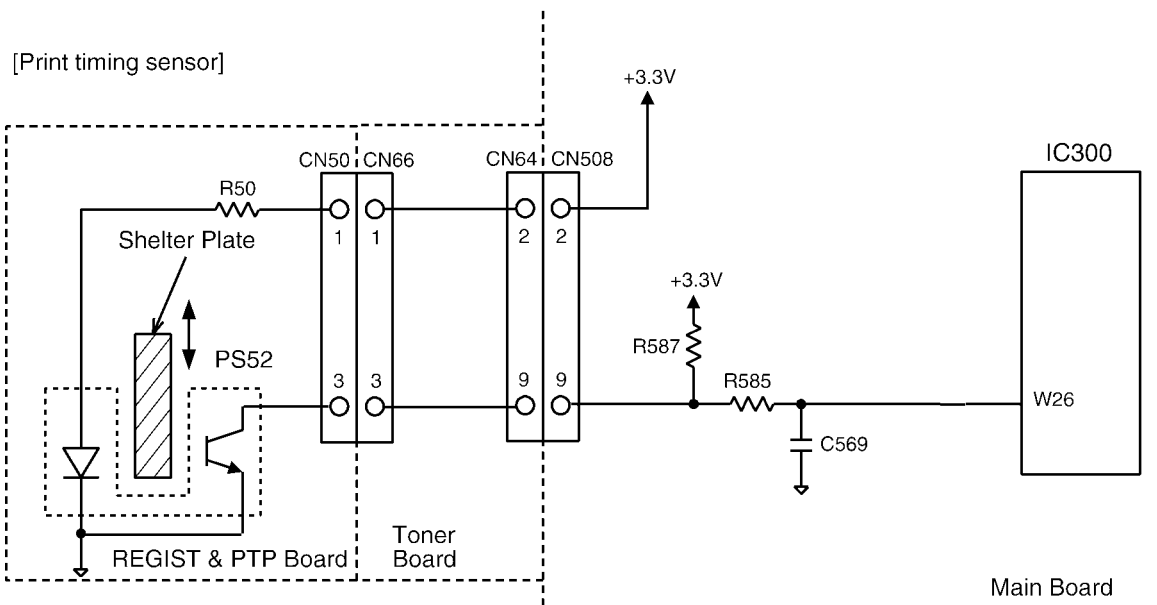 [Print timing sensor]
+3.3V
CN50 CN66
CN64 CN508
IC300
R50
1 1
2 2
Shelter Plate
+3.3V
R587
PS52
3 3
9 9
R585
W26
C569
Toner
Board
REGIST & PTP Board
Main Board